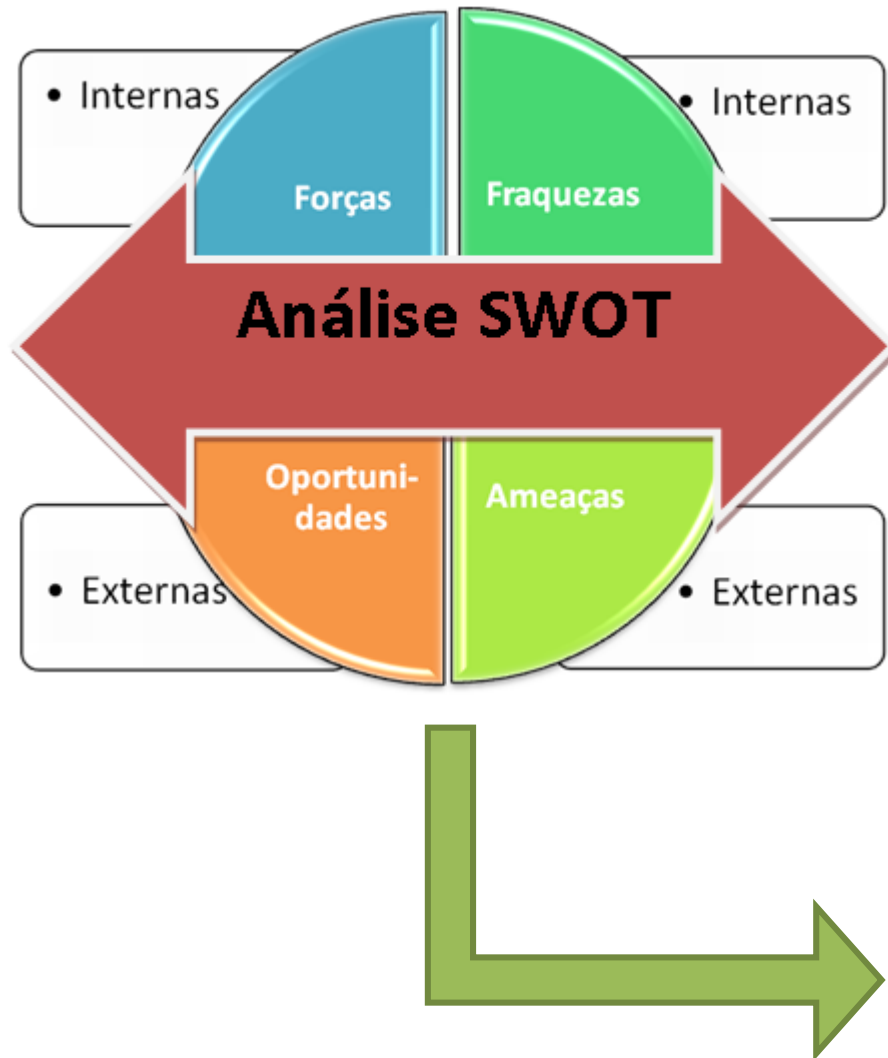 • Internas
• Internas
Forças
Fraquezas
Análise SWOT
Oportuni-
dades
Ameaças
• Externas
• Externas